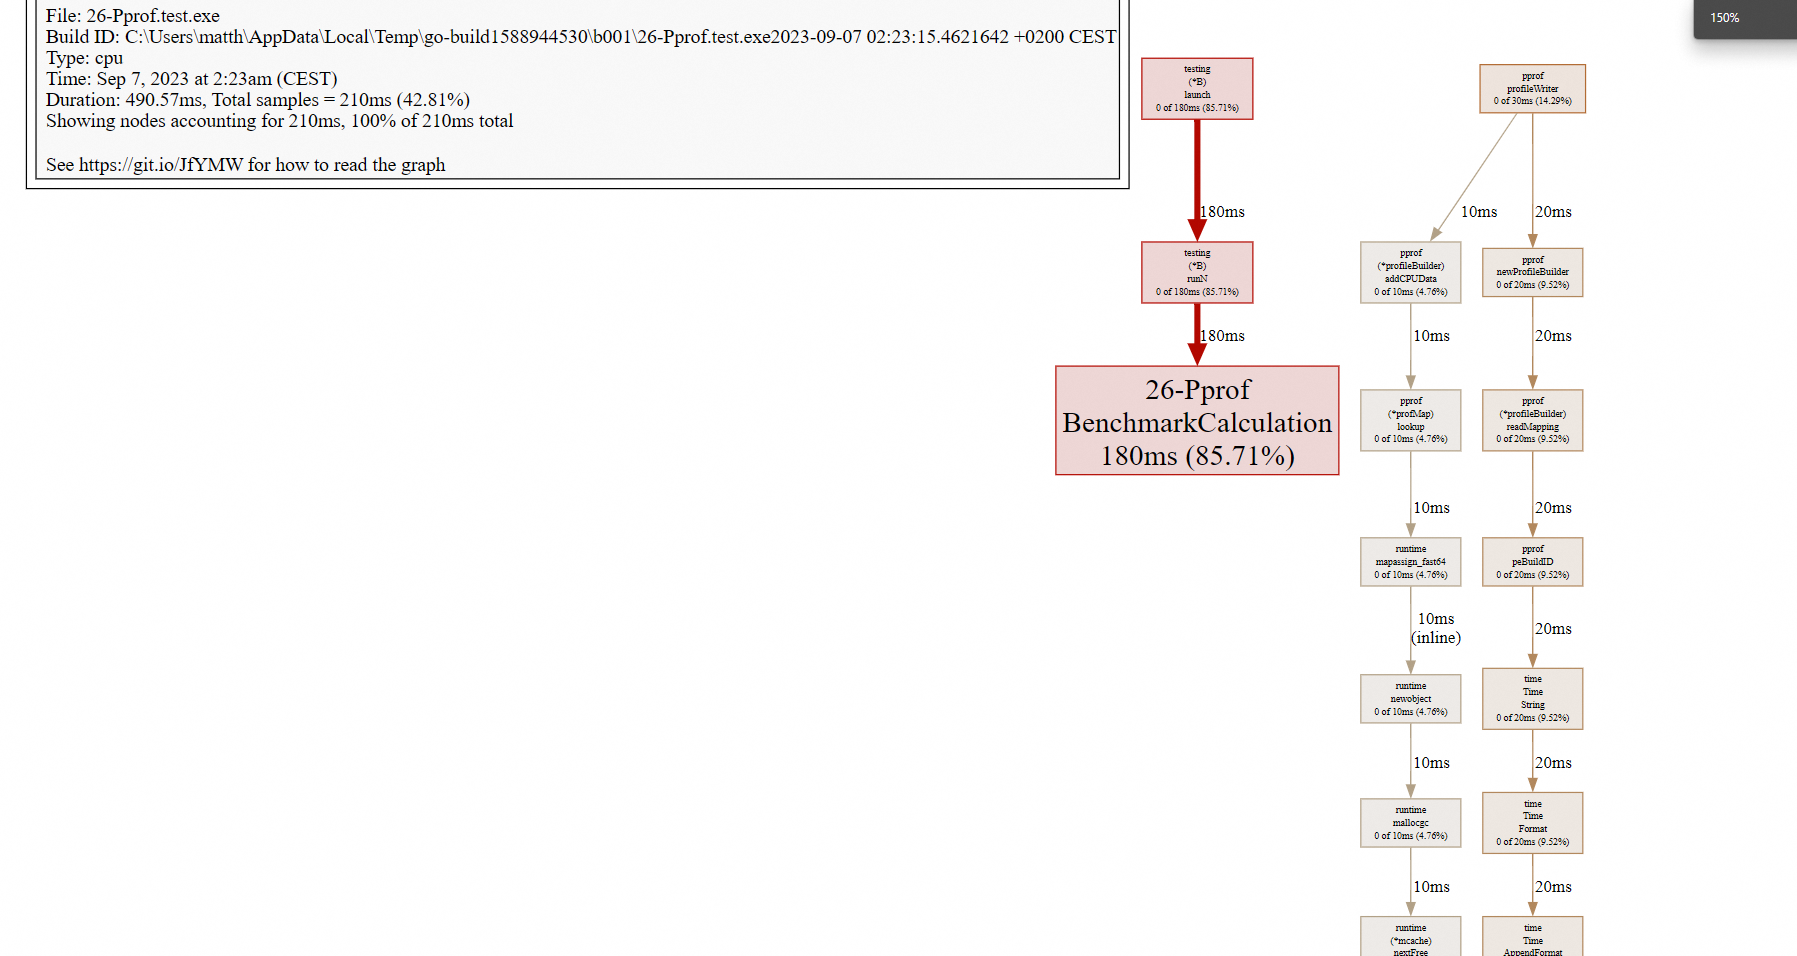 File: 26-Pprof.test.exe
Build ID: C:\Users\matth\AppData\Local\Temp\go-build1588944530\b001\26-Pprof.test.exe2023-09-07 02:23:15.4621642 +0200 CEST
Type: cpu
Time: Sep 7, 2023 at 2:23am (CEST)
Duration: 490.57ms, Total samples = 210ms (42.81%)
Showing nodes accounting for 210ms, 100% of 210ms total
See https://git.io/JfYMW for how to read the graph
150%
testing
(*B)
launch
0 of 180ms (85.71%)
180ms
testing
(*B)
runN
0 of 180ms (85.71%)
180ms
26-Pprof
BenchmarkCalculation
180ms (85.71%)
pprof
profileWriter
0 of 30ms (14.29%)
10ms
20ms
pprof
(*profileBuilder)
addCPUData
0 of 10ms (4.76%)
10ms
pprof
(*profMap)
lookup
0 of 10ms (4.76%)
10ms
runtime
mapassign_fast64
0 of 10ms (4.76%)
10ms
(inline)
runtime
newobject
0 of 10ms (4.76%)
10ms
runtime
mallocgc
0 of 10ms (4.76%)
10ms
runtime
(*mcache)
nextFree
pprof
newProfileBuilder
0 of 20ms (9.52%)
20ms
pprof
(*profileBuilder)
readMapping
0 of 20ms (9.52%)
20ms
pprof
peBuildID
0 of 20ms (9.52%)
20ms
time
Time
String
0 of 20ms (9.52%)
20ms
time
Time
Format
0 of 20ms (9.52%)
20ms
time
Time
AppendFormat